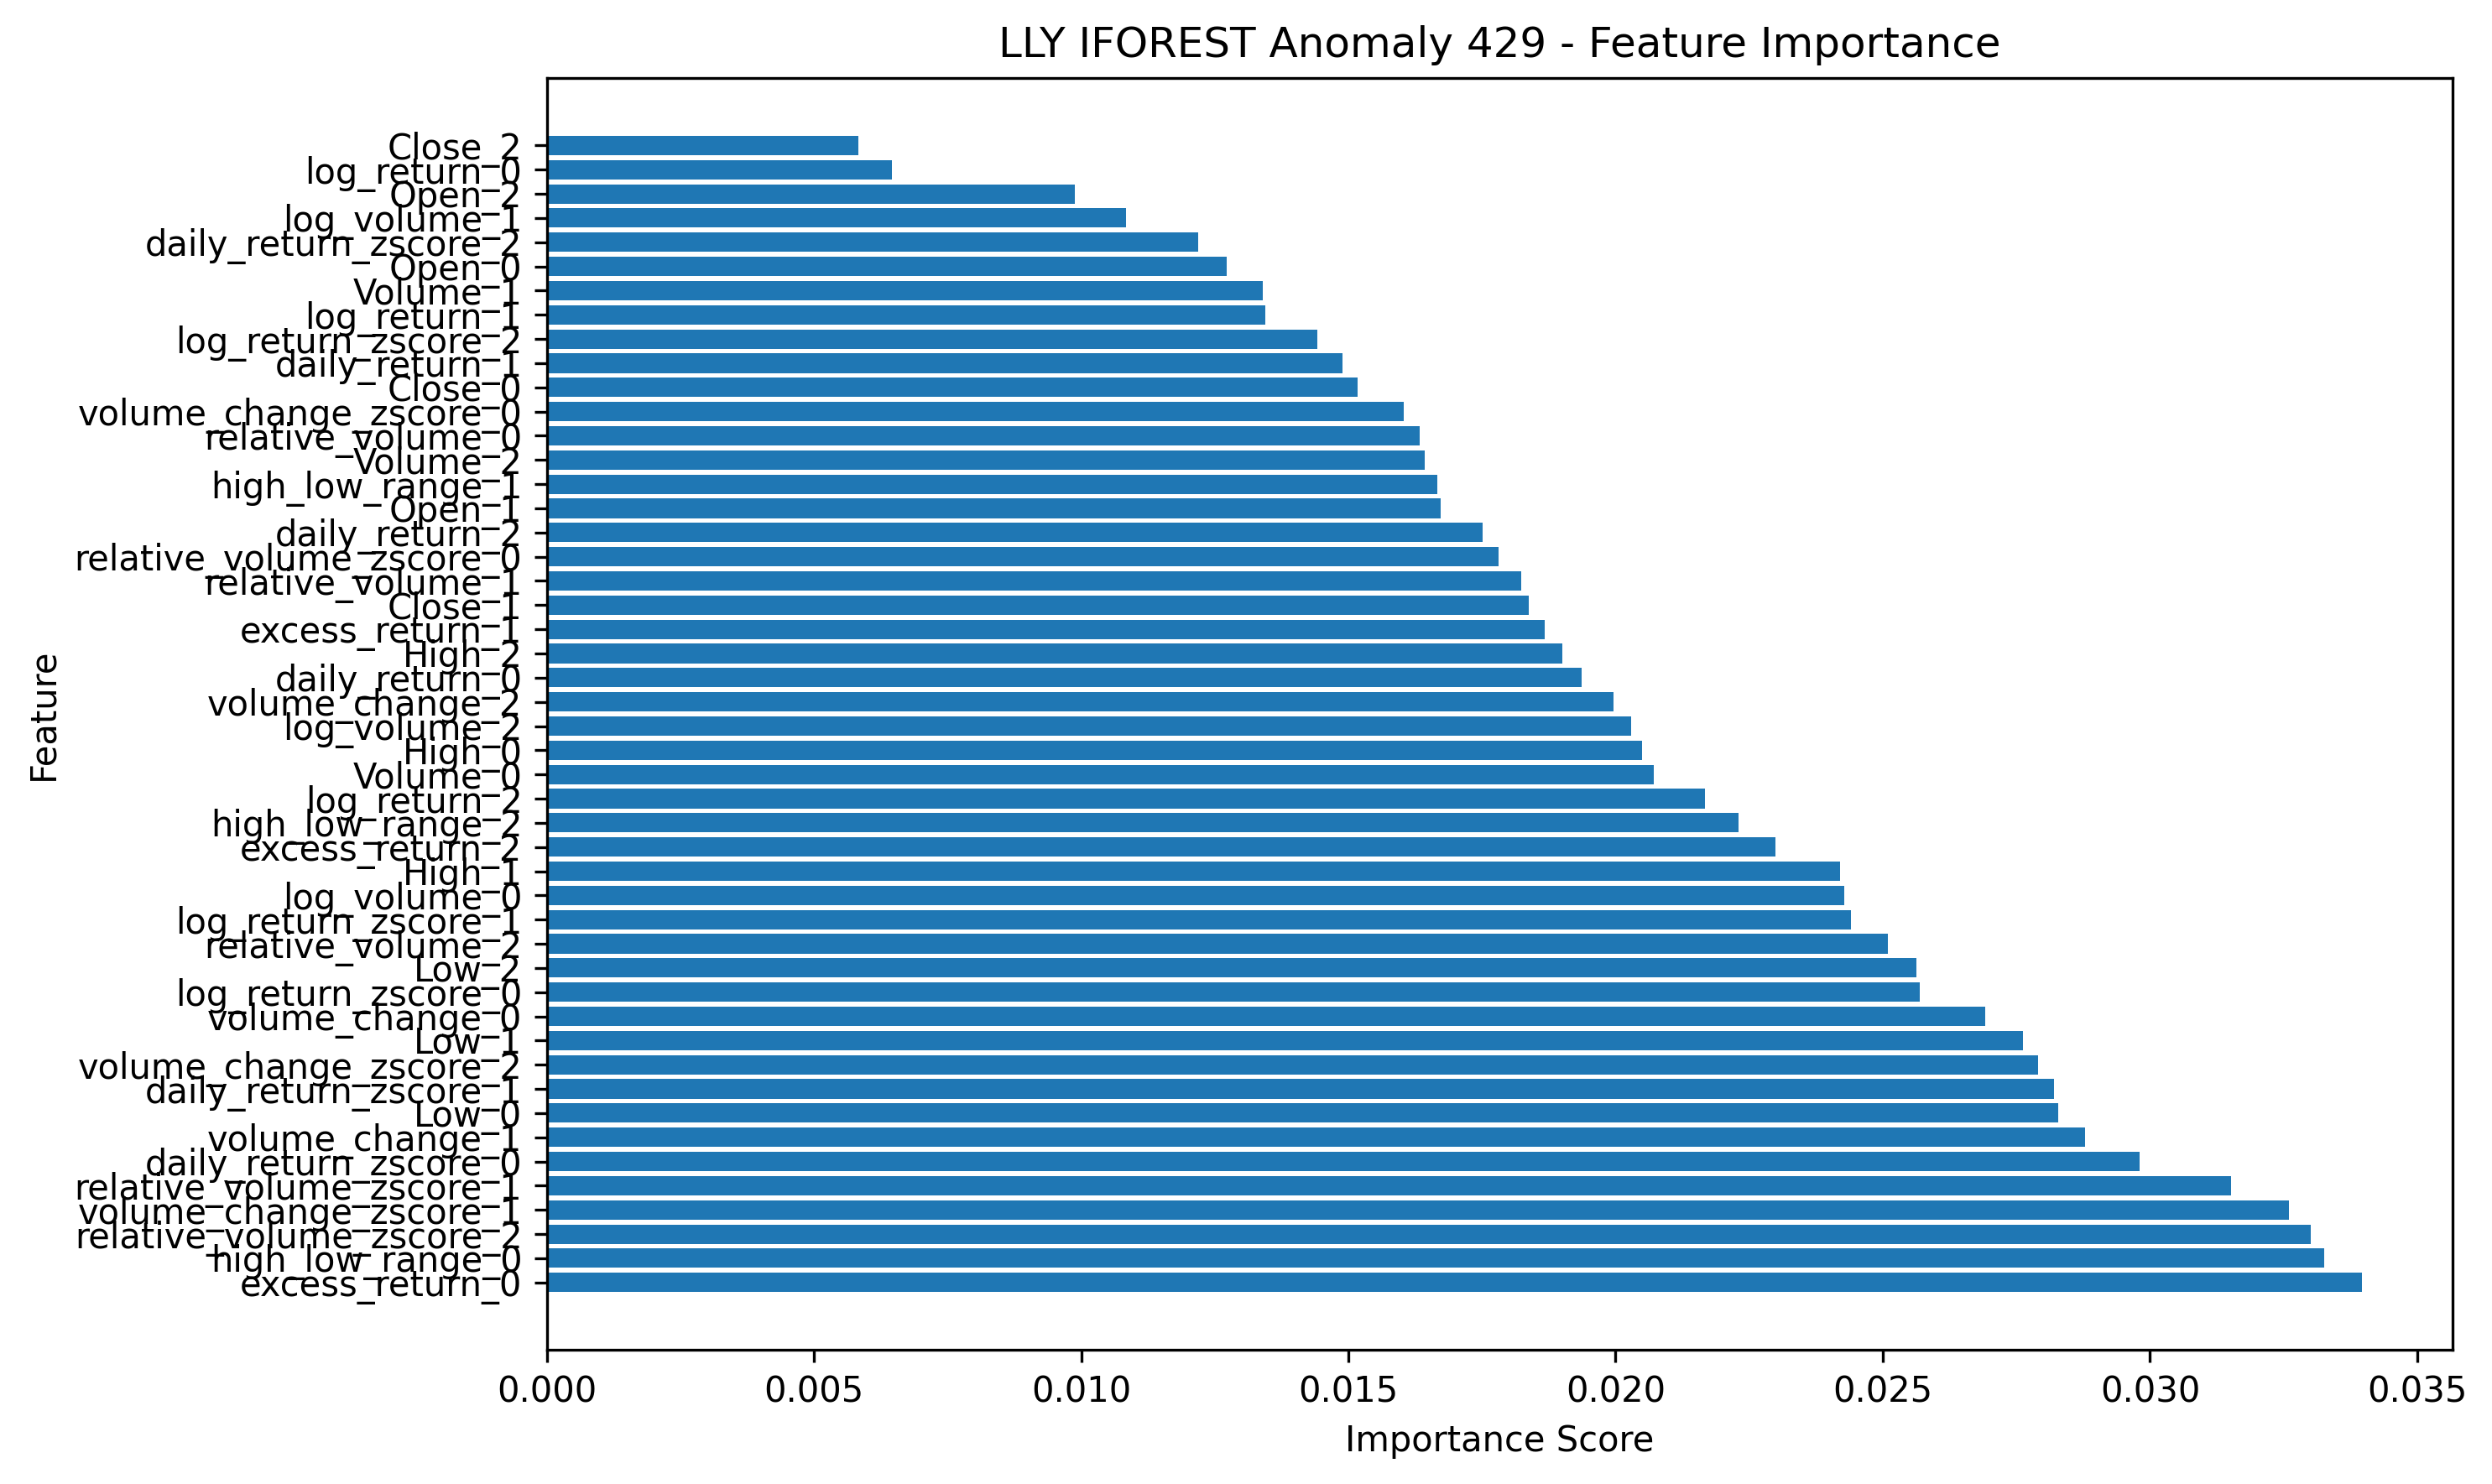 LLY IFOREST Anomaly 429 - Feature Importance
Close_2
log_return_0
Open_2
log_volume_1
daily_return_zscore_2
Open_0
Volume_1
log_return_1
log_return_zscore_2
daily_return_1
Close_0
volume_change_zscore_0
relative_volume_0
Volume_2
high_low_range_1
Open_1
daily_return_2
relative_volume_zscore_0
relative_volume_1
Close_1
excess_return_1
High_2
daily_return_0
volume_change_2
log_volume_2
High_0
Volume_0
log_return_2
high_low_range_2
excess_return_2
High_1
log_volume_0
log_return_zscore_1
relative_volume_2
Low_2
log_return_zscore_0
volume_change_0
Low_1
volume_change_zscore_2
daily_return_zscore_1
Low_0
volume_change_1
daily_return_zscore_0
relative_volume_zscore_1
volume_change_zscore_1
relative_volume_zscore_2
high_low_range_0
excess_return_0
Feature
0.000 0.005 0.010 0.015 0.020 0.025 0.030 0.035
Importance Score